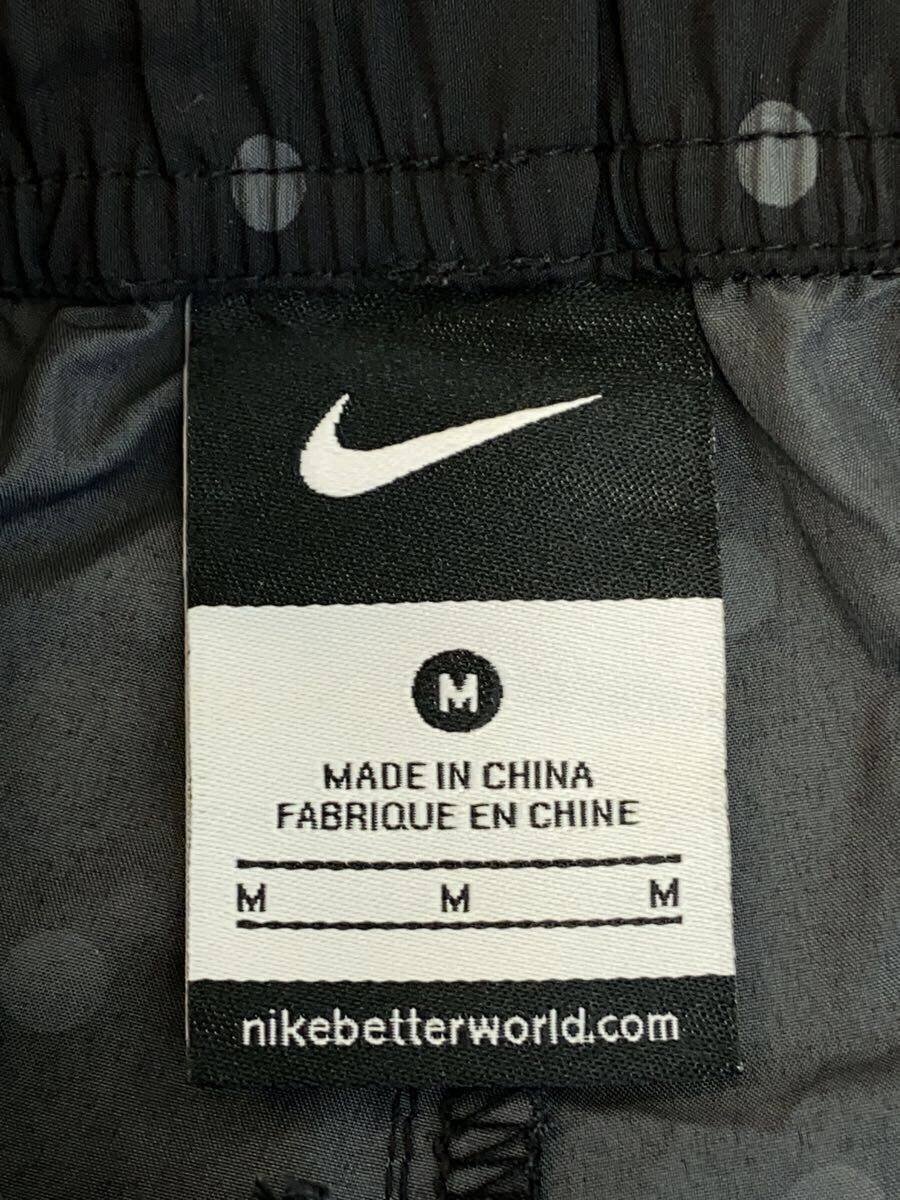 M
MADE IN CHINA
FABRIQUE EN CHINE
M M M
nikebetterworld.com